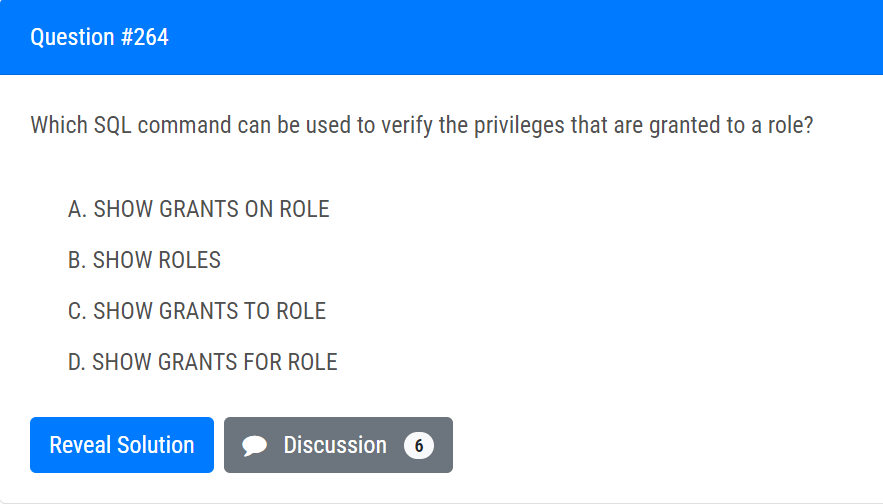 Question #264
Which SQL command can be used to verify the privileges that are granted to a role?
A. SHOW GRANTS ON ROLE
B. SHOW ROLES
C. SHOW GRANTS TO ROLE
D. SHOW GRANTS FOR ROLE
Reveal Solution
Discussion 6